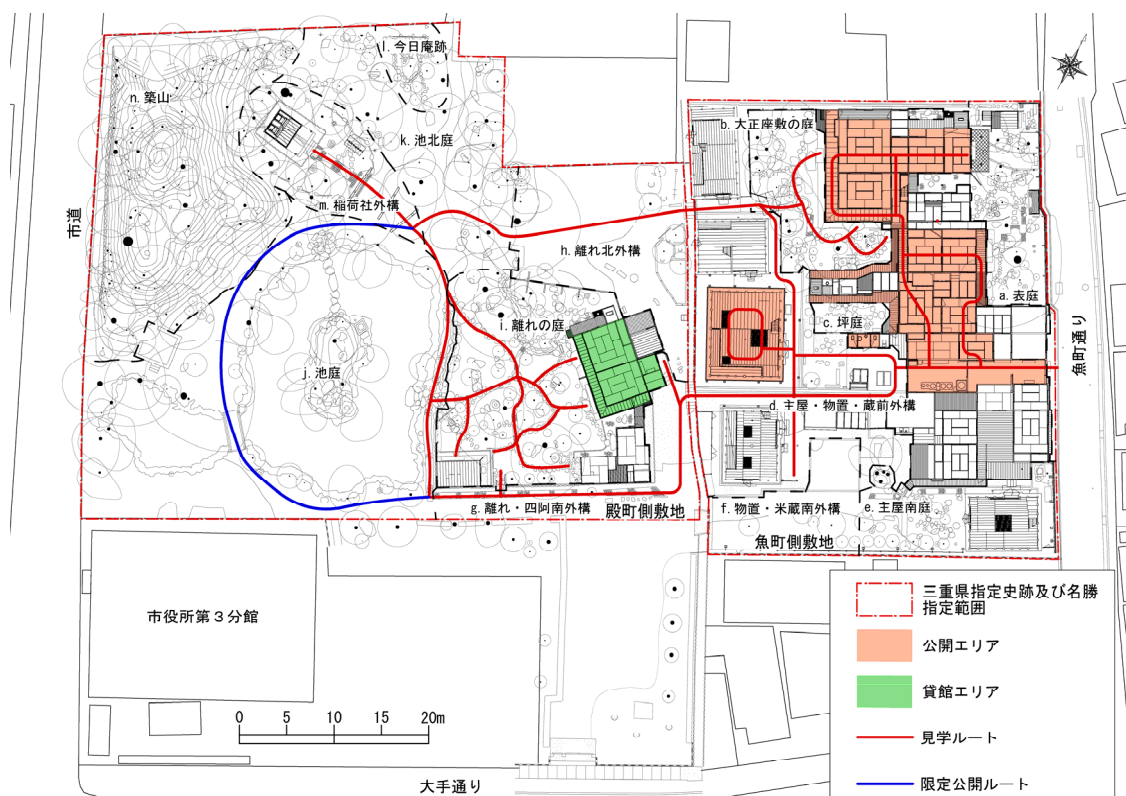 l. 今日庵跡
n. 築山
k. 池北庭
b. 大正座敷の庭
m. 稲荷社外構
市道
h. 離れ北外構
a. 表庭
i. 離れの庭
c. 坪庭
魚町通り
j. 池庭
d. 主屋・物置・蔵前外構
g. 離れ・四阿南外構
殿町側敷地
f. 物置・米蔵南外構
e. 主屋南庭
魚町側敷地
市役所第３分館
0 5 10 15 20m
大手通り
三重県指定史跡及び名勝
指定範囲
公開エリア
貸館エリア
見学ルート
限定公開ルート